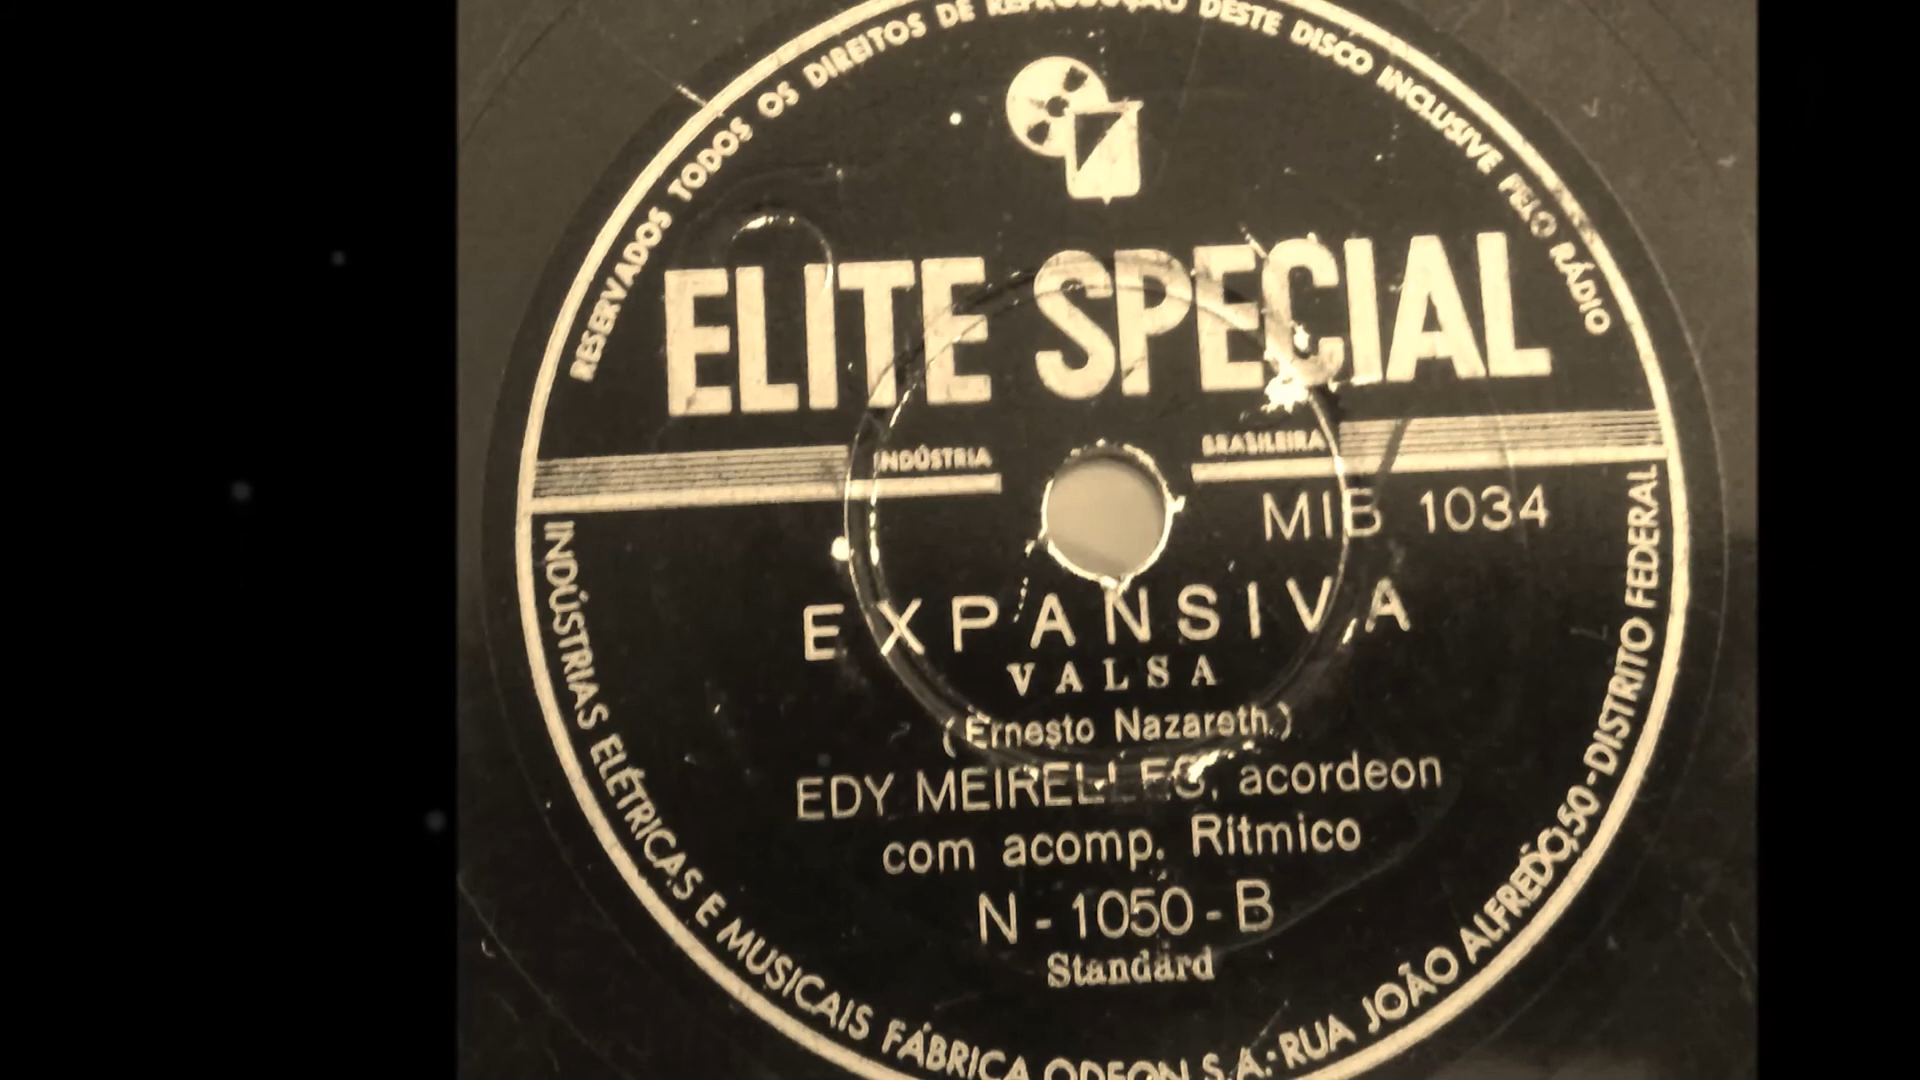 RESERVADOS TODOS OS DIREITOS DE REPRODUÇÃO DESTE DISCO INCLUSIVE PELO RÁDIO
ELITE SPECIAL
INDÚSTRIA BRASILEIRA
MIB 1034
EXPANSIVA
VALSA
(Ernesto Nazareth)
EDY MEIRELLES, acordeon
com acomp. Rítmico
N-1050-B
Standard
INDÚSTRIAS ELÉTRICAS E MUSICAIS FÁBRICA ODEON S.A.·RUA JOÃO ALFREDO,50-DISTRITO FEDERAL